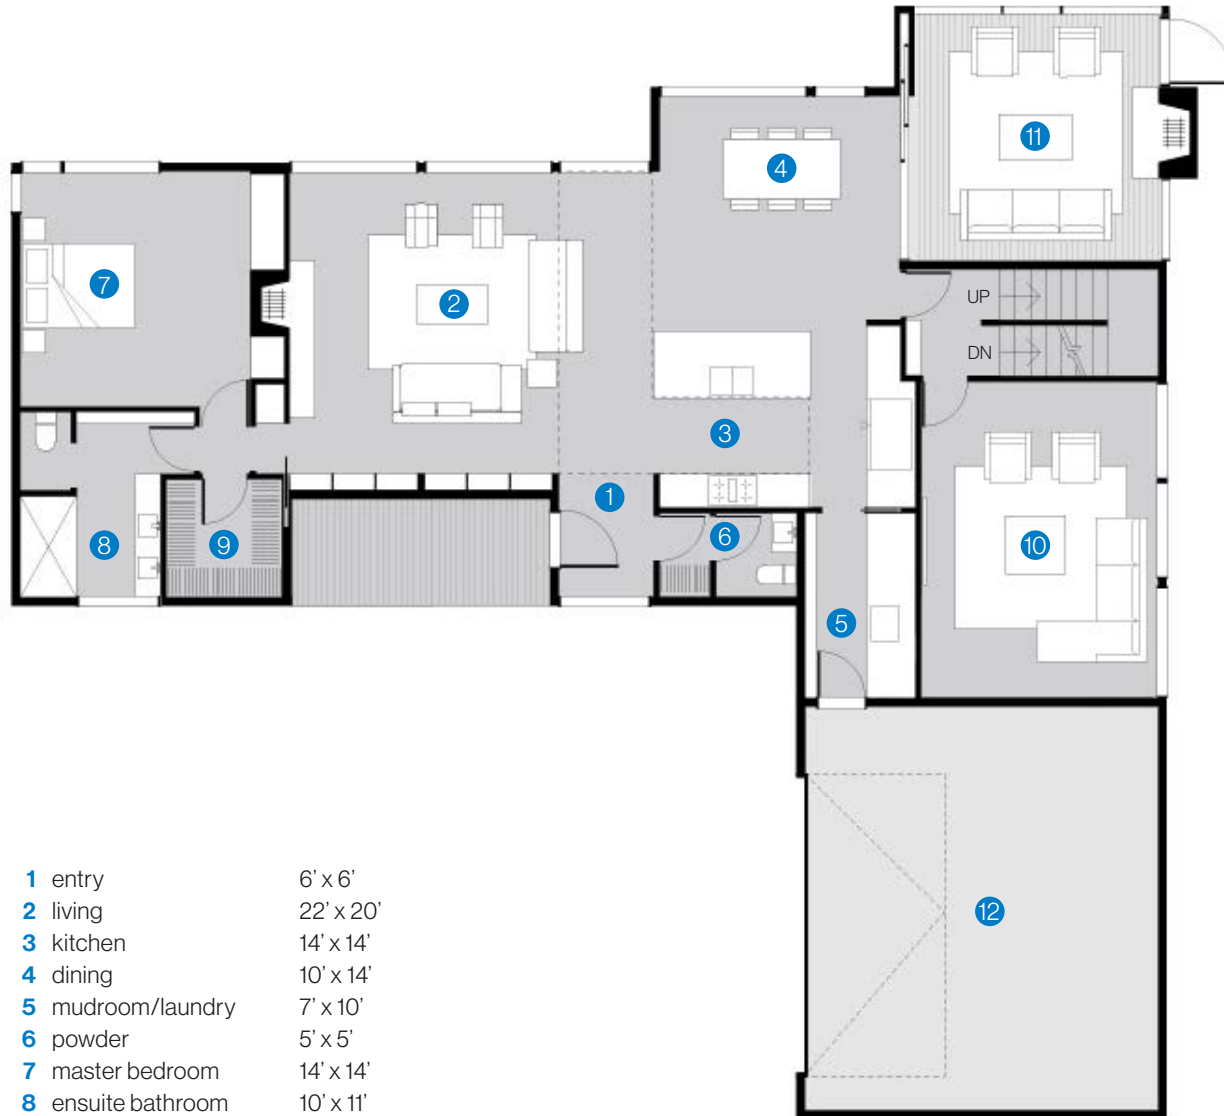 11
4
7
2
UP
DN
3
1
6
8
9
10
5
12
1 entry 6’ x 6’
2 living 22’ x 20’
3 kitchen 14’ x 14’
4 dining 10’ x 14’
5 mudroom/laundry 7’ x 10’
6 powder 5’ x 5’
7 master bedroom 14’ x 14’
8 ensuite bathroom 10’ x 11’